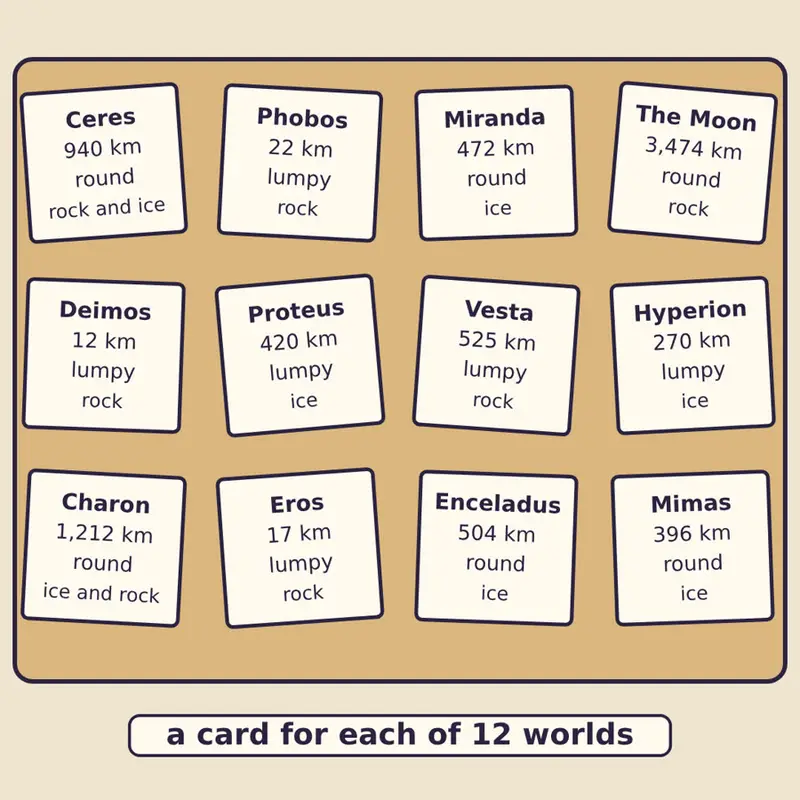 Ceres
940 km
round
rock and ice
Phobos
22 km
lumpy
rock
Miranda
472 km
round
ice
The Moon
3,474 km
round
rock
Deimos
12 km
lumpy
rock
Proteus
420 km
lumpy
ice
Vesta
525 km
lumpy
rock
Hyperion
270 km
lumpy
ice
Charon
1,212 km
round
ice and rock
Eros
17 km
lumpy
rock
Enceladus
504 km
round
ice
Mimas
396 km
round
ice
a card for each of 12 worlds